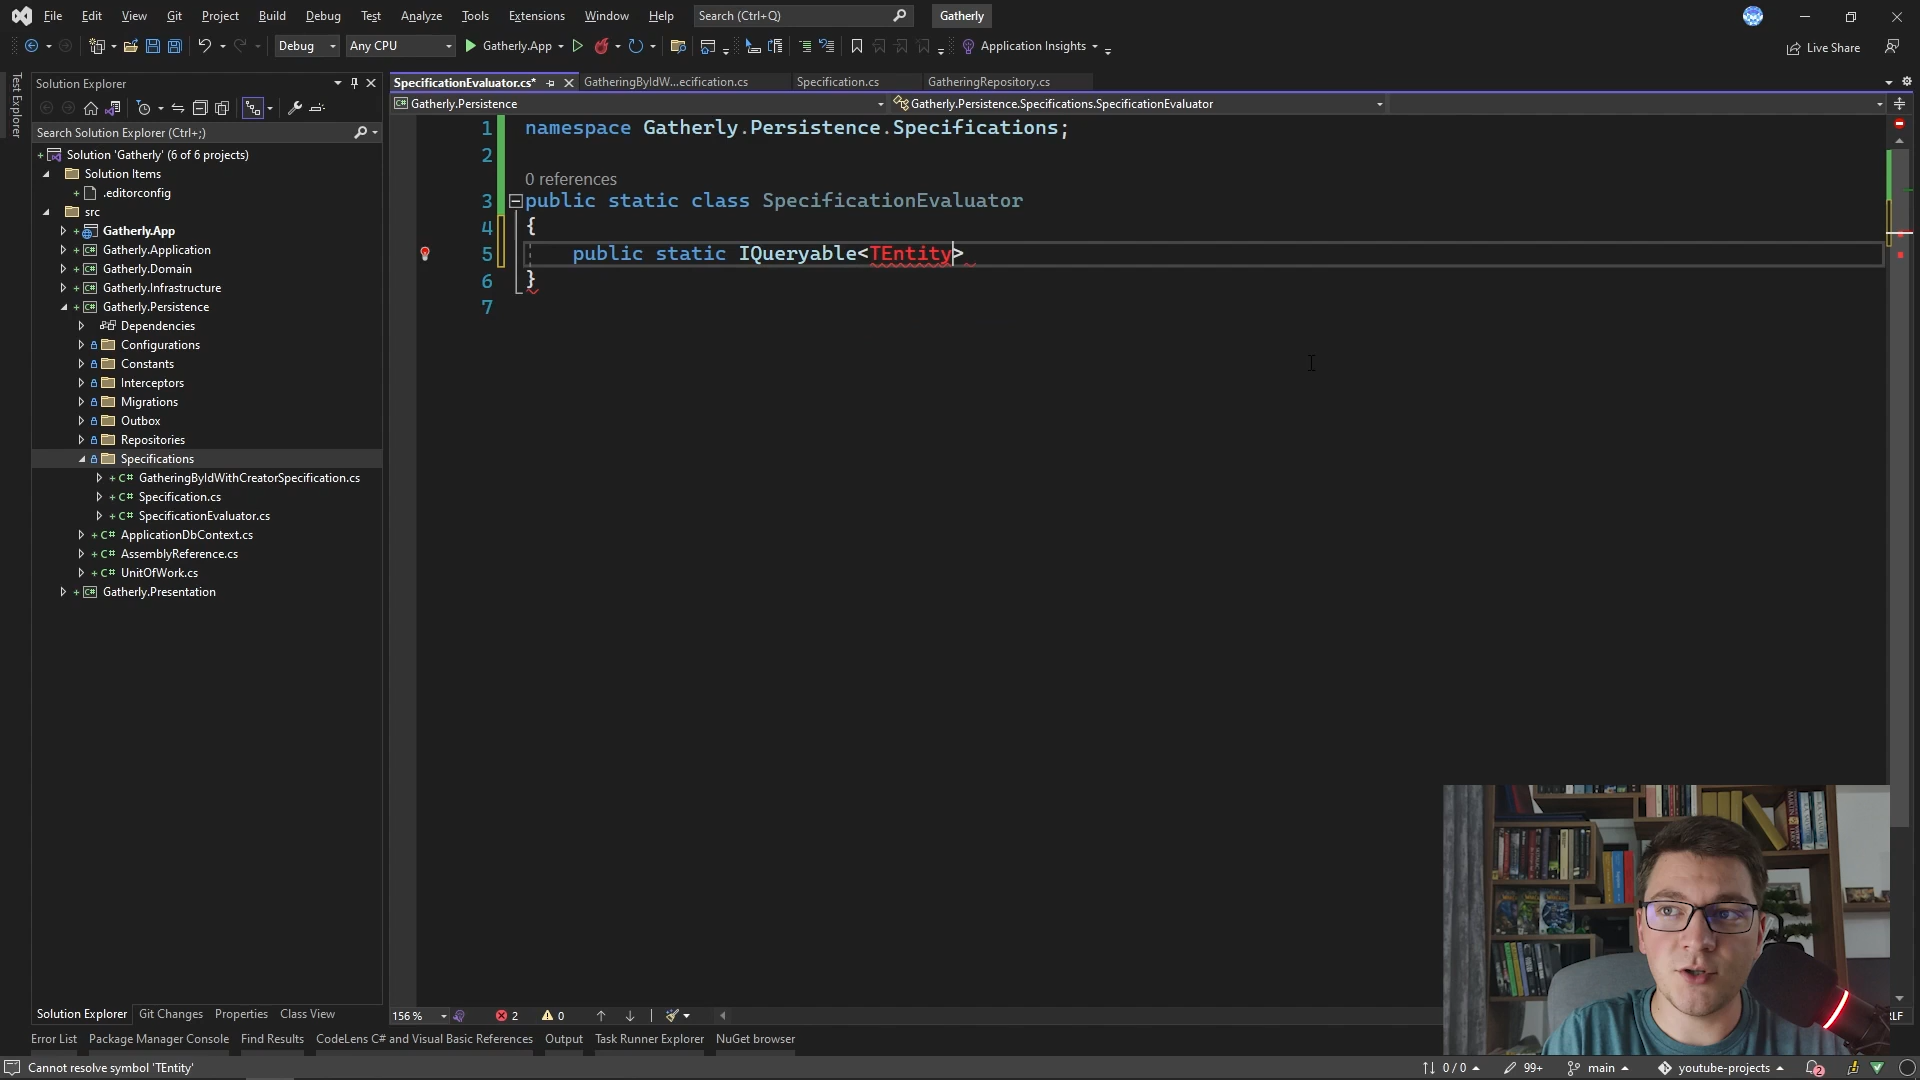 File Edit View Git Project Build Debug Test Analyze Tools Extensions Window Help Search (Ctrl+Q) Gatherly
Debug Any CPU Gatherly.App Application Insights Live Share
Test Explorer
Solution Explorer
Search Solution Explorer (Ctrl+;)
Solution 'Gatherly' (6 of 6 projects)
Solution Items
.editorconfig
src
Gatherly.App
Gatherly.Application
Gatherly.Domain
Gatherly.Infrastructure
Gatherly.Persistence
Dependencies
Configurations
Constants
Interceptors
Migrations
Outbox
Repositories
Specifications
C# GatheringByIdWithCreatorSpecification.cs
C# Specification.cs
C# SpecificationEvaluator.cs
C# ApplicationDbContext.cs
C# AssemblyReference.cs
C# UnitOfWork.cs
Gatherly.Presentation
Solution Explorer Git Changes Properties Class View
SpecificationEvaluator.cs* GatheringByIdW...ecification.cs Specification.cs GatheringRepository.cs
Gatherly.Persistence Gatherly.Persistence.Specifications.SpecificationEvaluator
1 namespace Gatherly.Persistence.Specifications;
2
0 references
3 public static class SpecificationEvaluator
4 {
5 public static IQueryable<TEntity>
6 }
7
156 % 2 0 LF
Error List Package Manager Console Find Results CodeLens C# and Visual Basic References Output Task Runner Explorer NuGet browser
Cannot resolve symbol 'TEntity' 0 / 0 99+ main youtube-projects 2